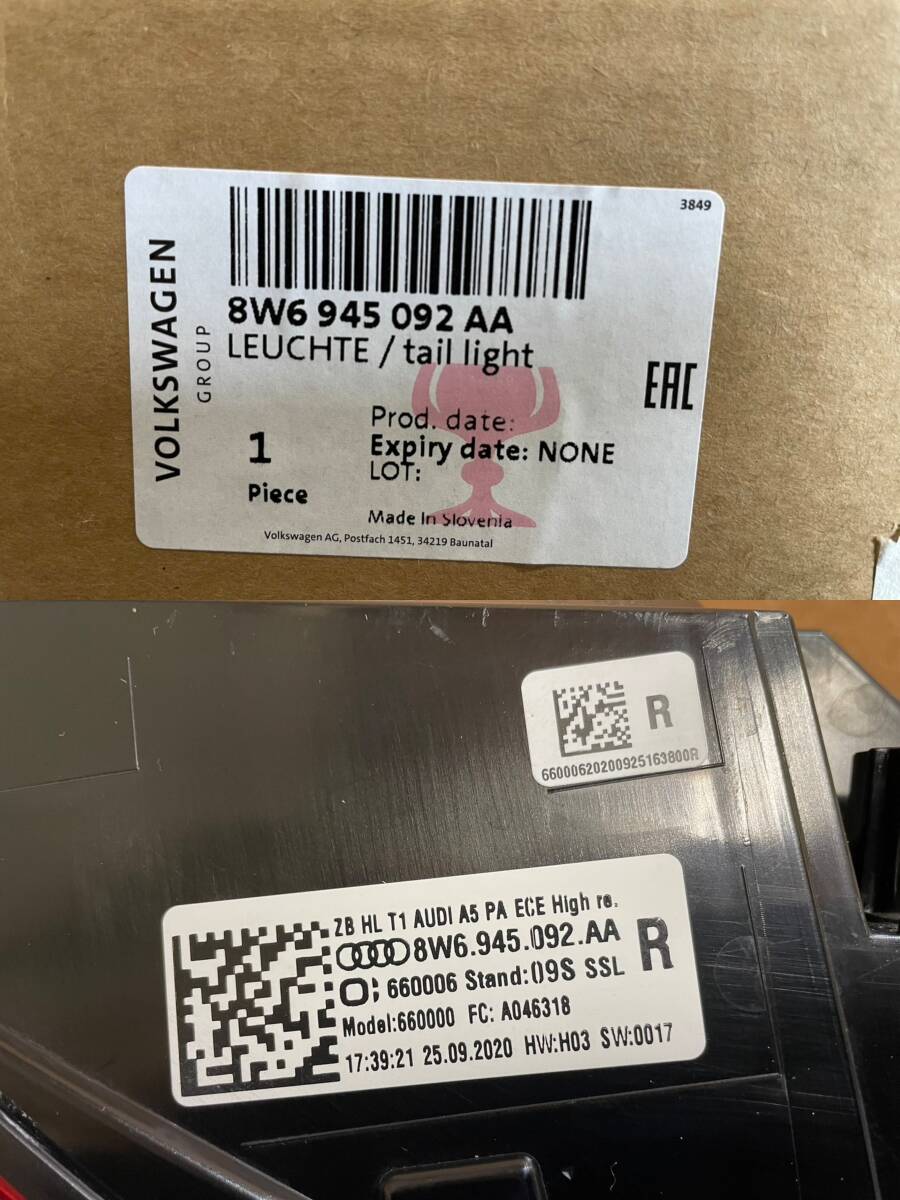 3849
VOLKSWAGEN
GROUP
8W6 945 092 AA
LEUCHTE / tail light
EAC
Prod. date:
1
Expiry date: NONE
Piece
LOT:
Made In Slovenia
Volkswagen AG, Postfach 1451, 34219 Baunatal
R
66000620200925163800R
ZB HL T1 AUDI A5 PA ECE High re.
8W6.945.092.AA
R
660006 Stand:09S SSL
Model:660000 FC: A046318
17:39:21 25.09.2020 HW:H03 SW:0017